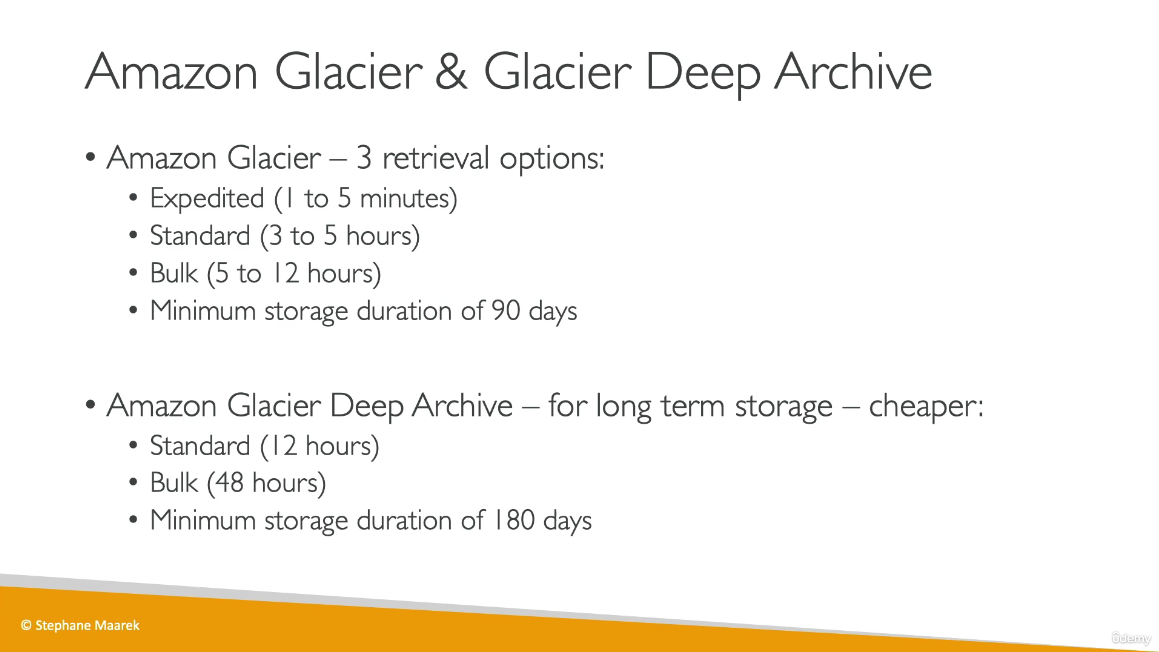 Amazon Glacier & Glacier Deep Archive
• Amazon Glacier – 3 retrieval options:
• Expedited (1 to 5 minutes)
• Standard (3 to 5 hours)
• Bulk (5 to 12 hours)
• Minimum storage duration of 90 days
• Amazon Glacier Deep Archive – for long term storage – cheaper:
• Standard (12 hours)
• Bulk (48 hours)
• Minimum storage duration of 180 days
© Stephane Maarek
ûdemy